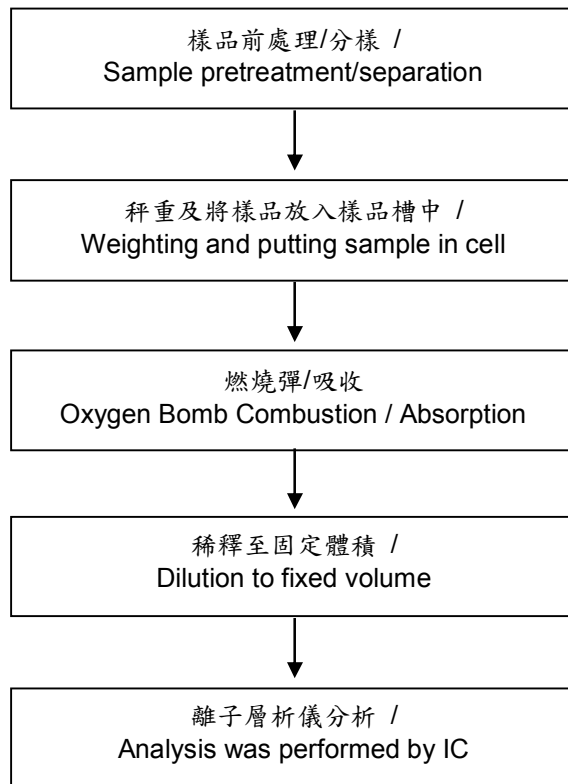 樣品前處理/分樣 /
Sample pretreatment/separation
秤重及將樣品放入樣品槽中 /
Weighting and putting sample in cell
燃燒彈/吸收
Oxygen Bomb Combustion / Absorption
稀釋至固定體積 /
Dilution to fixed volume
離子層析儀分析 /
Analysis was performed by IC